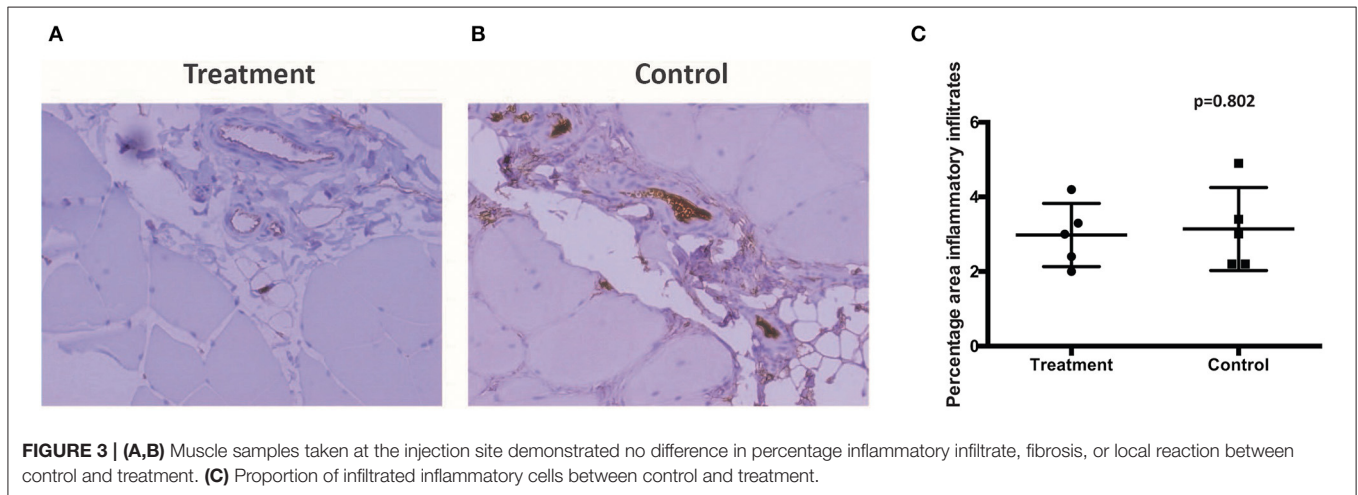 A
B
C
Treatment
Control
p=0.802
Percentage area inflammatory infiltrates
6
4
2
0
Treatment
Control
FIGURE 3 | (A,B) Muscle samples taken at the injection site demonstrated no difference in percentage inflammatory infiltrate, fibrosis, or local reaction between
control and treatment. (C) Proportion of infiltrated inflammatory cells between control and treatment.